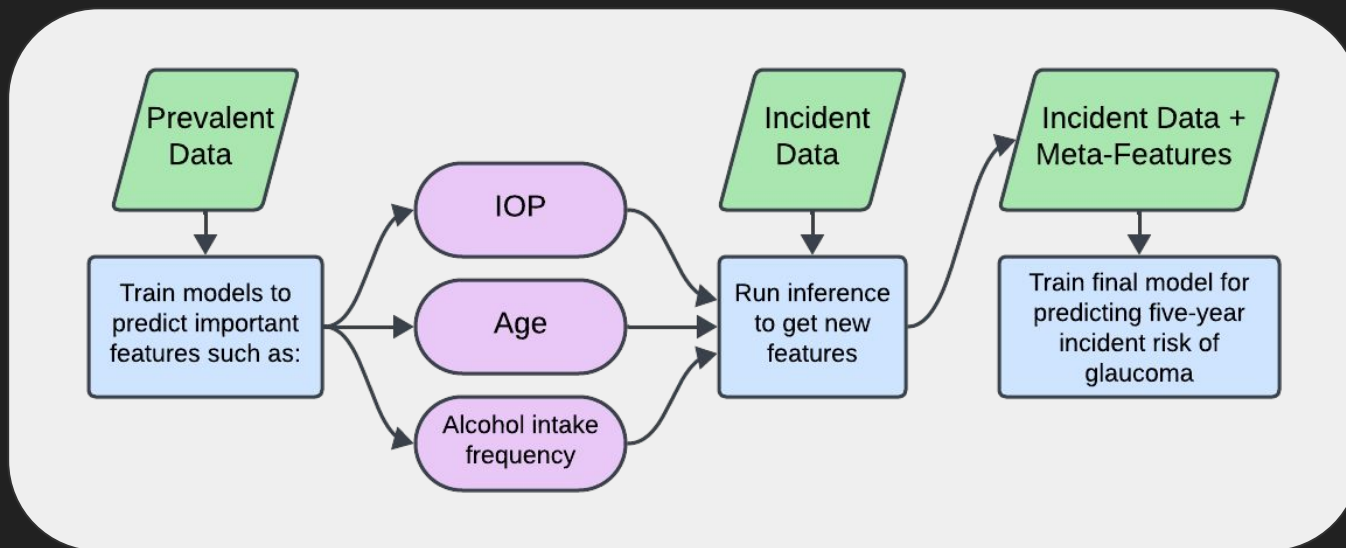 Prevalent
Data
Train models to
predict important
features such as:
IOP
Age
Alcohol intake
frequency
Incident
Data
Run inference
to get new
features
Incident Data +
Meta-Features
Train final model for
predicting five-year
incident risk of
glaucoma